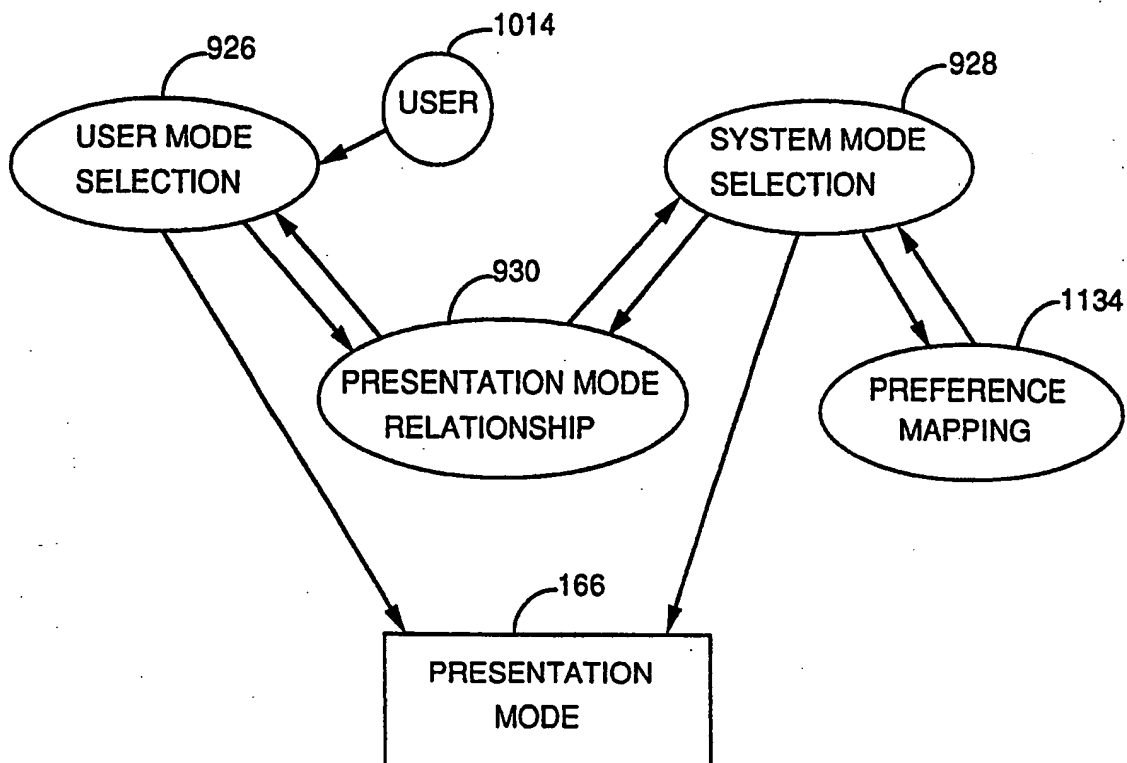 1014
926
928
USER
USER MODE
SELECTION
SYSTEM MODE
SELECTION
930
1134
PRESENTATION MODE
RELATIONSHIP
PREFERENCE
MAPPING
166
PRESENTATION
MODE